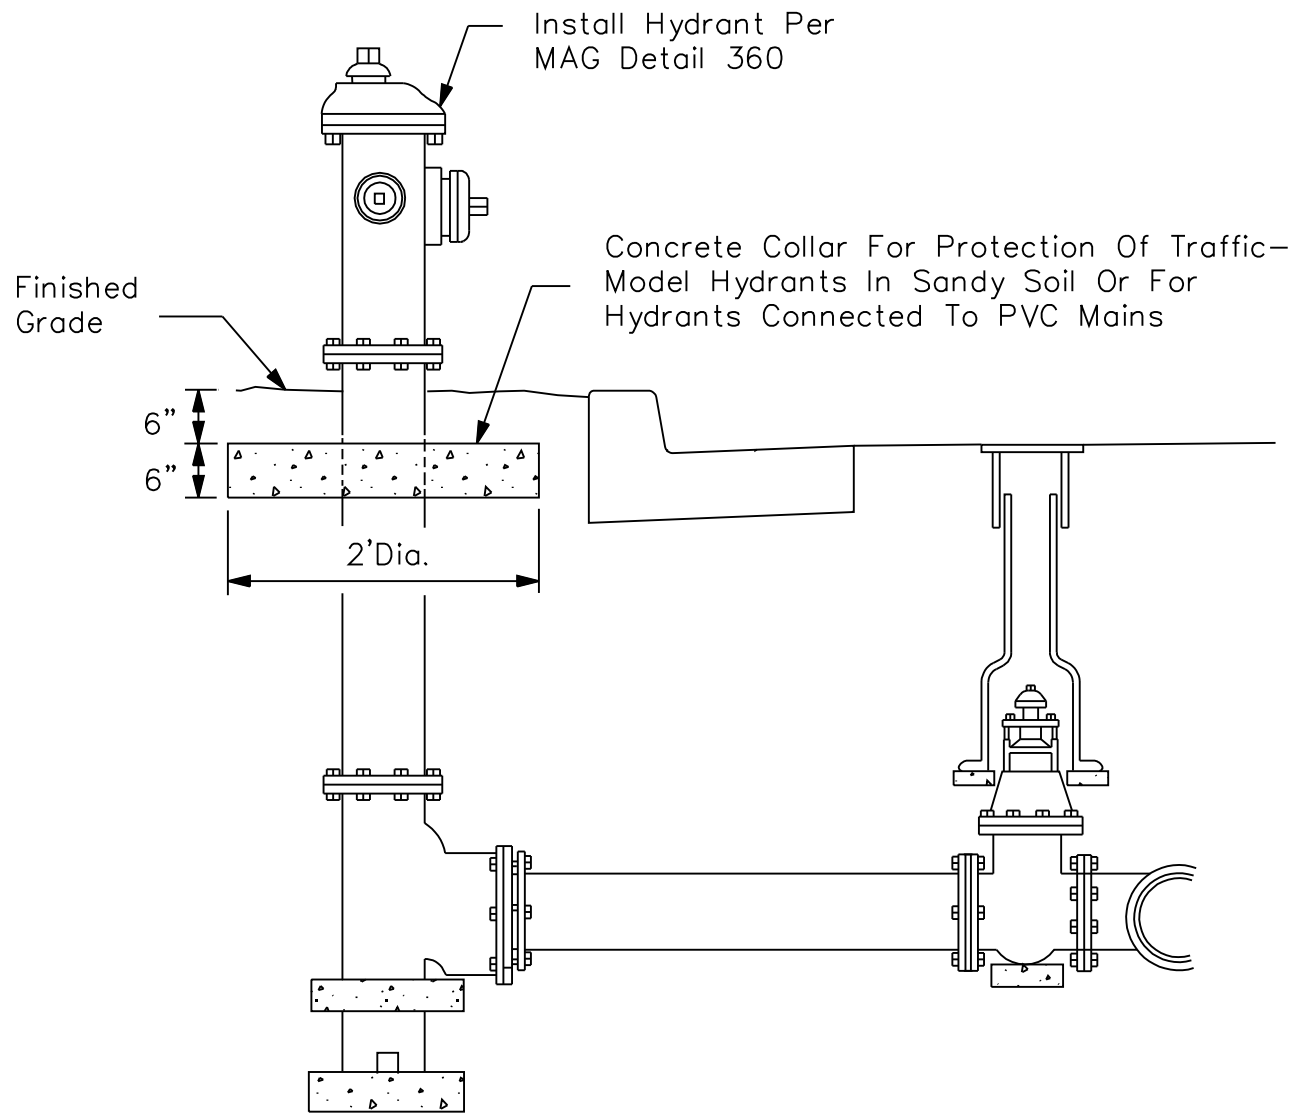 Install Hydrant Per
MAG Detail 360
Concrete Collar For Protection Of Traffic-
Model Hydrants In Sandy Soil Or For
Hydrants Connected To PVC Mains
Finished
Grade
6"
6"
2'Dia.